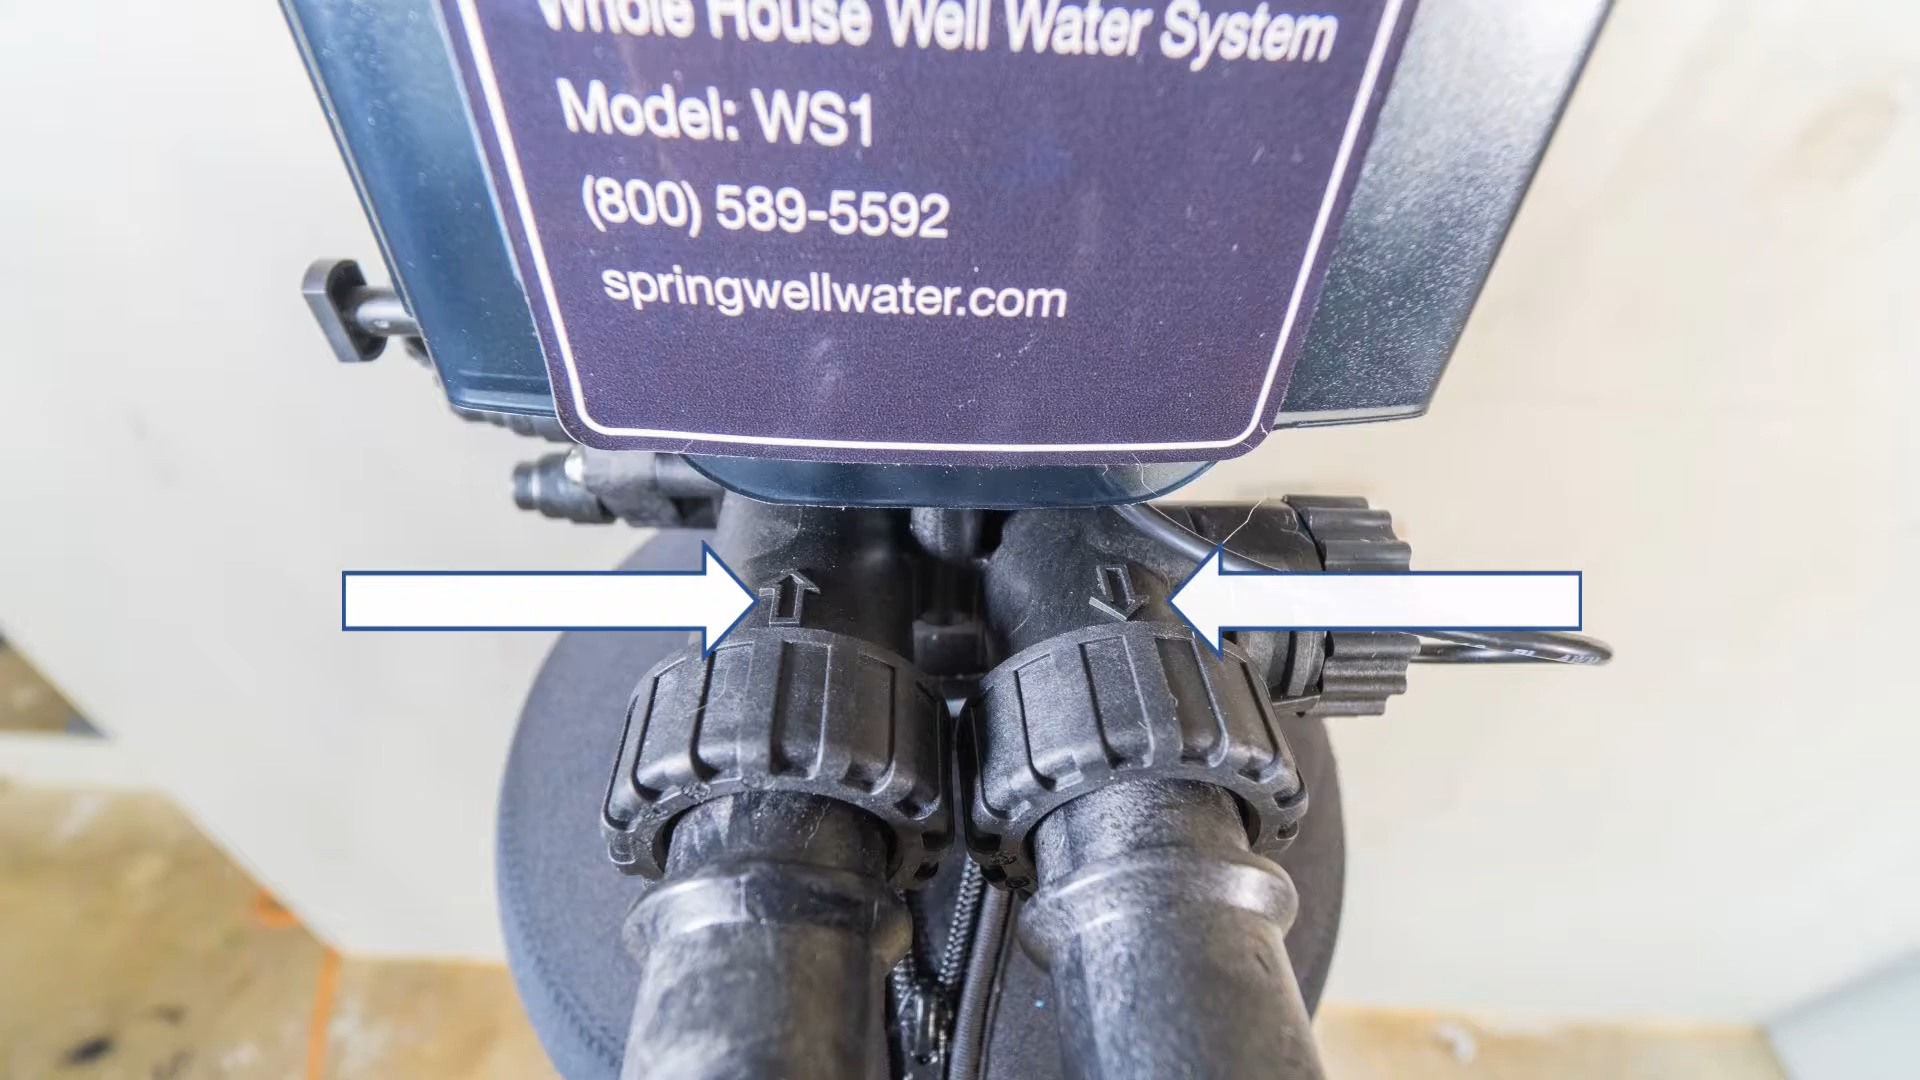 Whole House Well Water System
Model: WS1
(800) 589-5592
springwellwater.com